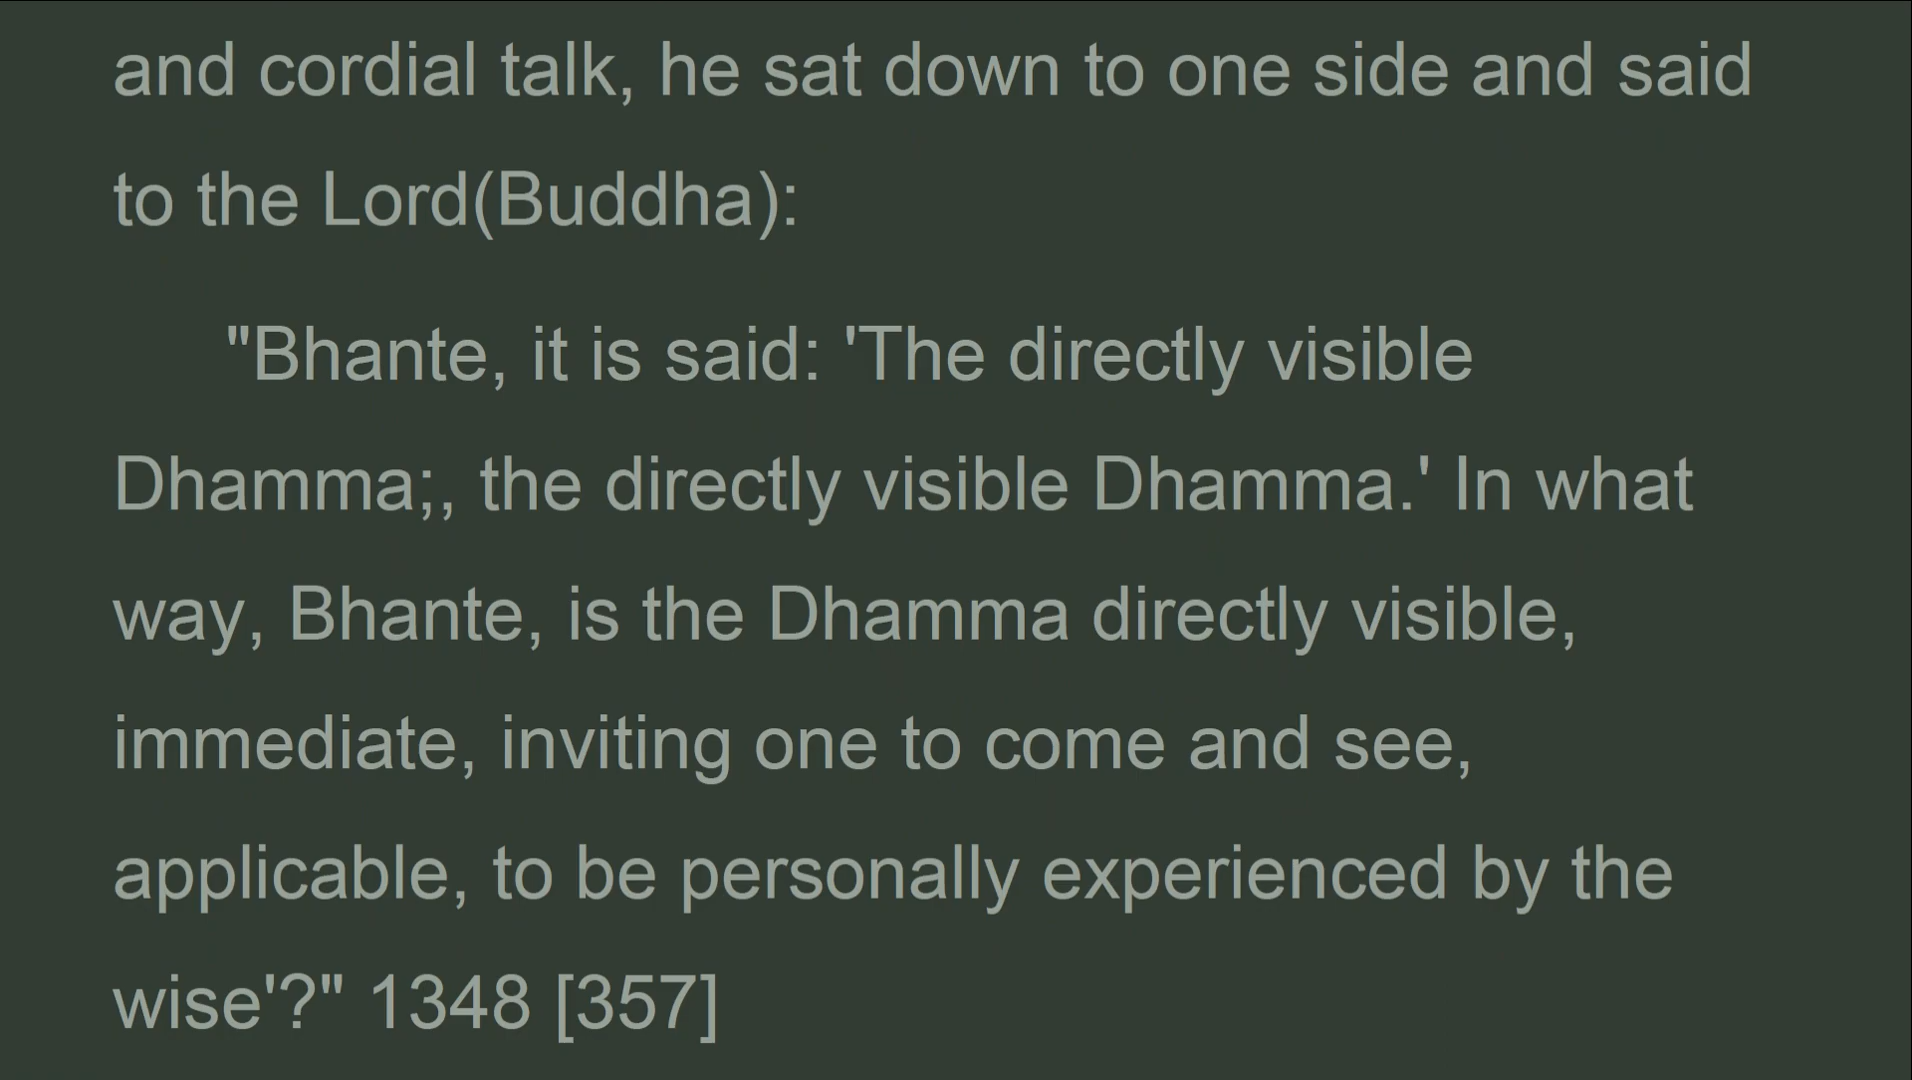 and cordial talk, he sat down to one side and said
to the Lord(Buddha):
"Bhante, it is said: 'The directly visible
Dhamma;, the directly visible Dhamma.' In what
way, Bhante, is the Dhamma directly visible,
immediate, inviting one to come and see,
applicable, to be personally experienced by the
wise'?" 1348 [357]